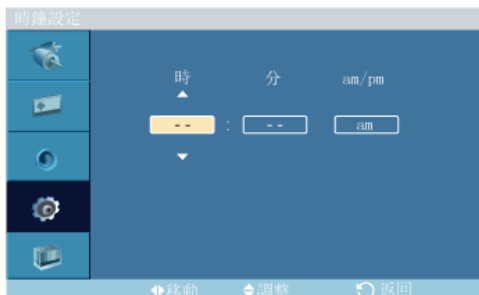 時鐘設定
時 分 am/pm
-- : -- am
移動 調整 返回